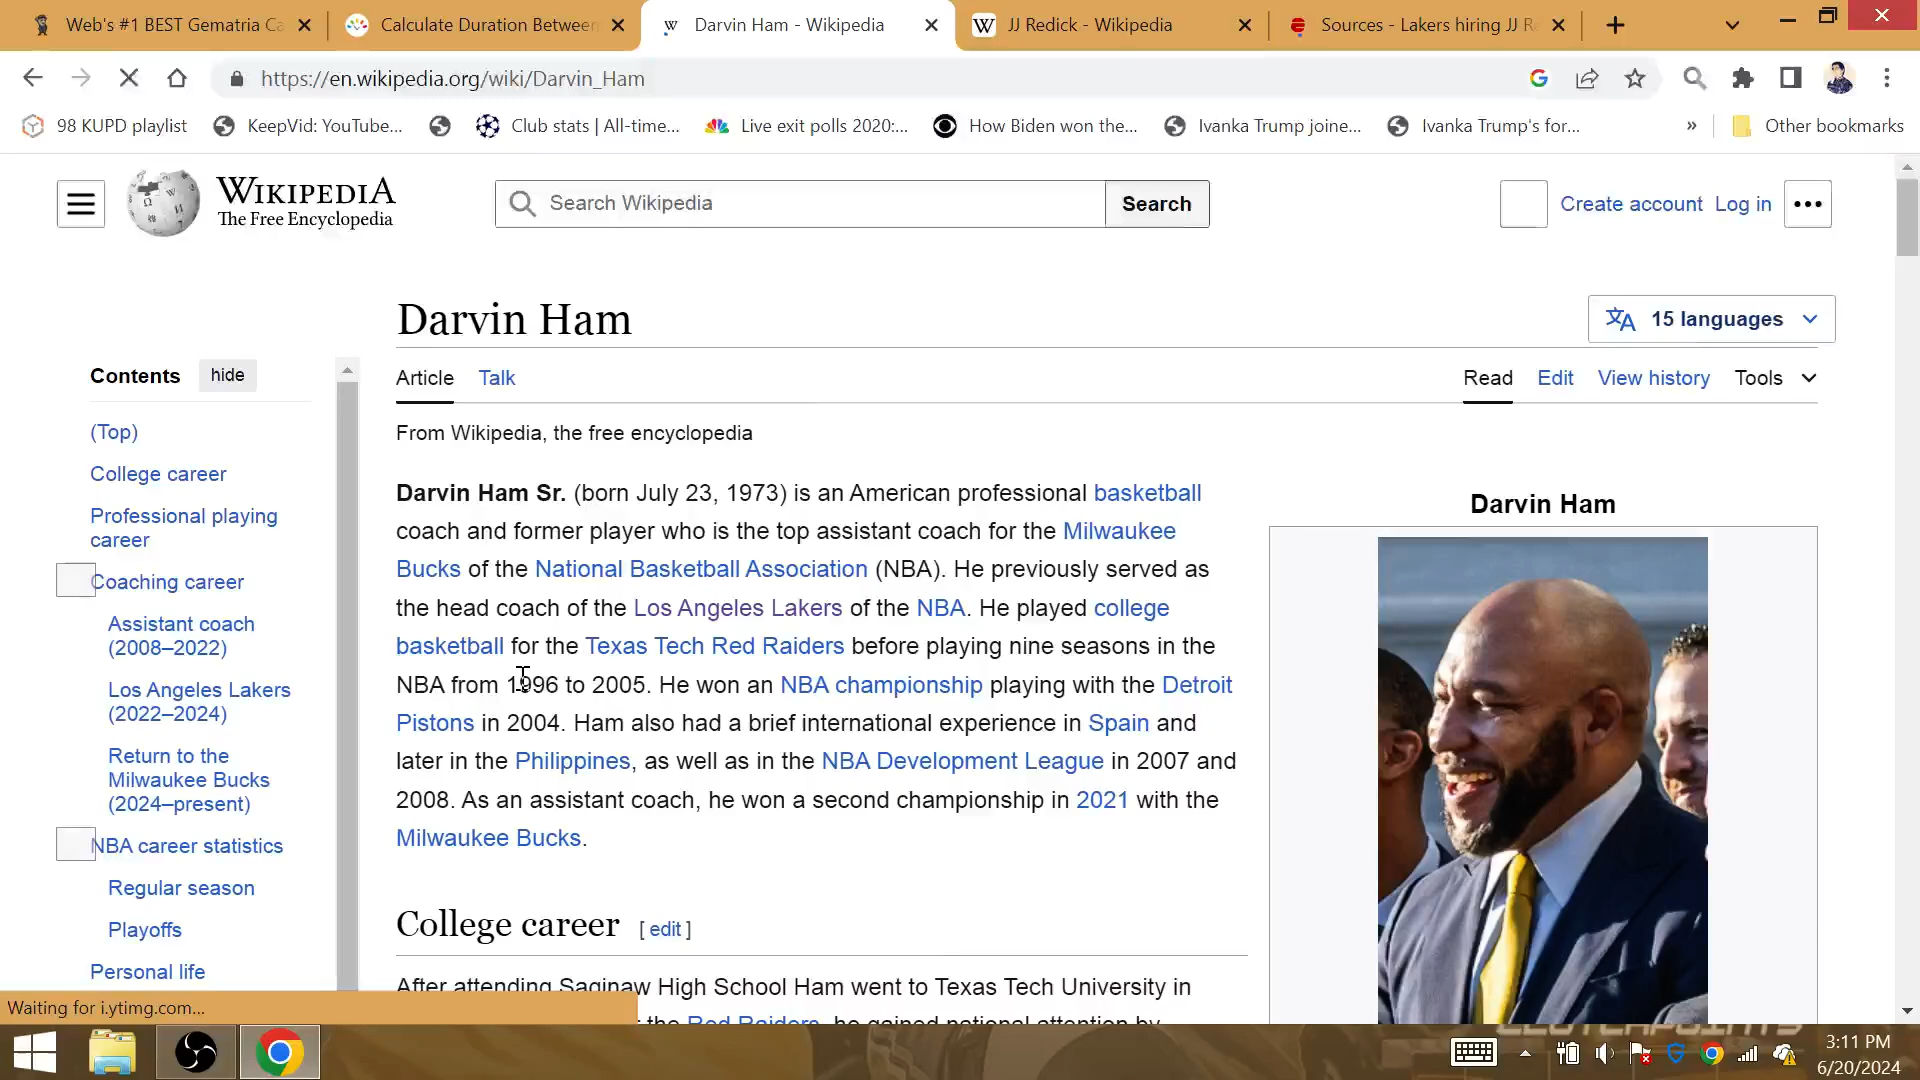 Web's #1 BEST Gematria Ca
Calculate Duration Between
Darvin Ham - Wikipedia
JJ Redick - Wikipedia
Sources - Lakers hiring JJ R
https://en.wikipedia.org/wiki/Darvin_Ham
98 KUPD playlist
KeepVid: YouTube...
Club stats | All-time...
Live exit polls 2020:...
How Biden won the...
Ivanka Trump joine...
Ivanka Trump's for...
»
Other bookmarks
WIKIPEDIA
The Free Encyclopedia
Search Wikipedia
Search
Create account
Log in
Darvin Ham
15 languages
Contents
hide
Article
Talk
Read
Edit
View history
Tools
(Top)
College career
Professional playing
career
Coaching career
Assistant coach
(2008–2022)
Los Angeles Lakers
(2022–2024)
Return to the
Milwaukee Bucks
(2024–present)
NBA career statistics
Regular season
Playoffs
Personal life
From Wikipedia, the free encyclopedia
Darvin Ham Sr. (born July 23, 1973) is an American professional basketball
coach and former player who is the top assistant coach for the Milwaukee
Bucks of the National Basketball Association (NBA). He previously served as
the head coach of the Los Angeles Lakers of the NBA. He played college
basketball for the Texas Tech Red Raiders before playing nine seasons in the
NBA from 1996 to 2005. He won an NBA championship playing with the Detroit
Pistons in 2004. Ham also had a brief international experience in Spain and
later in the Philippines, as well as in the NBA Development League in 2007 and
2008. As an assistant coach, he won a second championship in 2021 with the
Milwaukee Bucks.
Darvin Ham
College career [ edit ]
After attending Saginaw High School Ham went to Texas Tech University in
the Red Raiders, he gained national attention by
Waiting for i.ytimg.com...
CLUTCHPOINTS
3:11 PM
6/20/2024